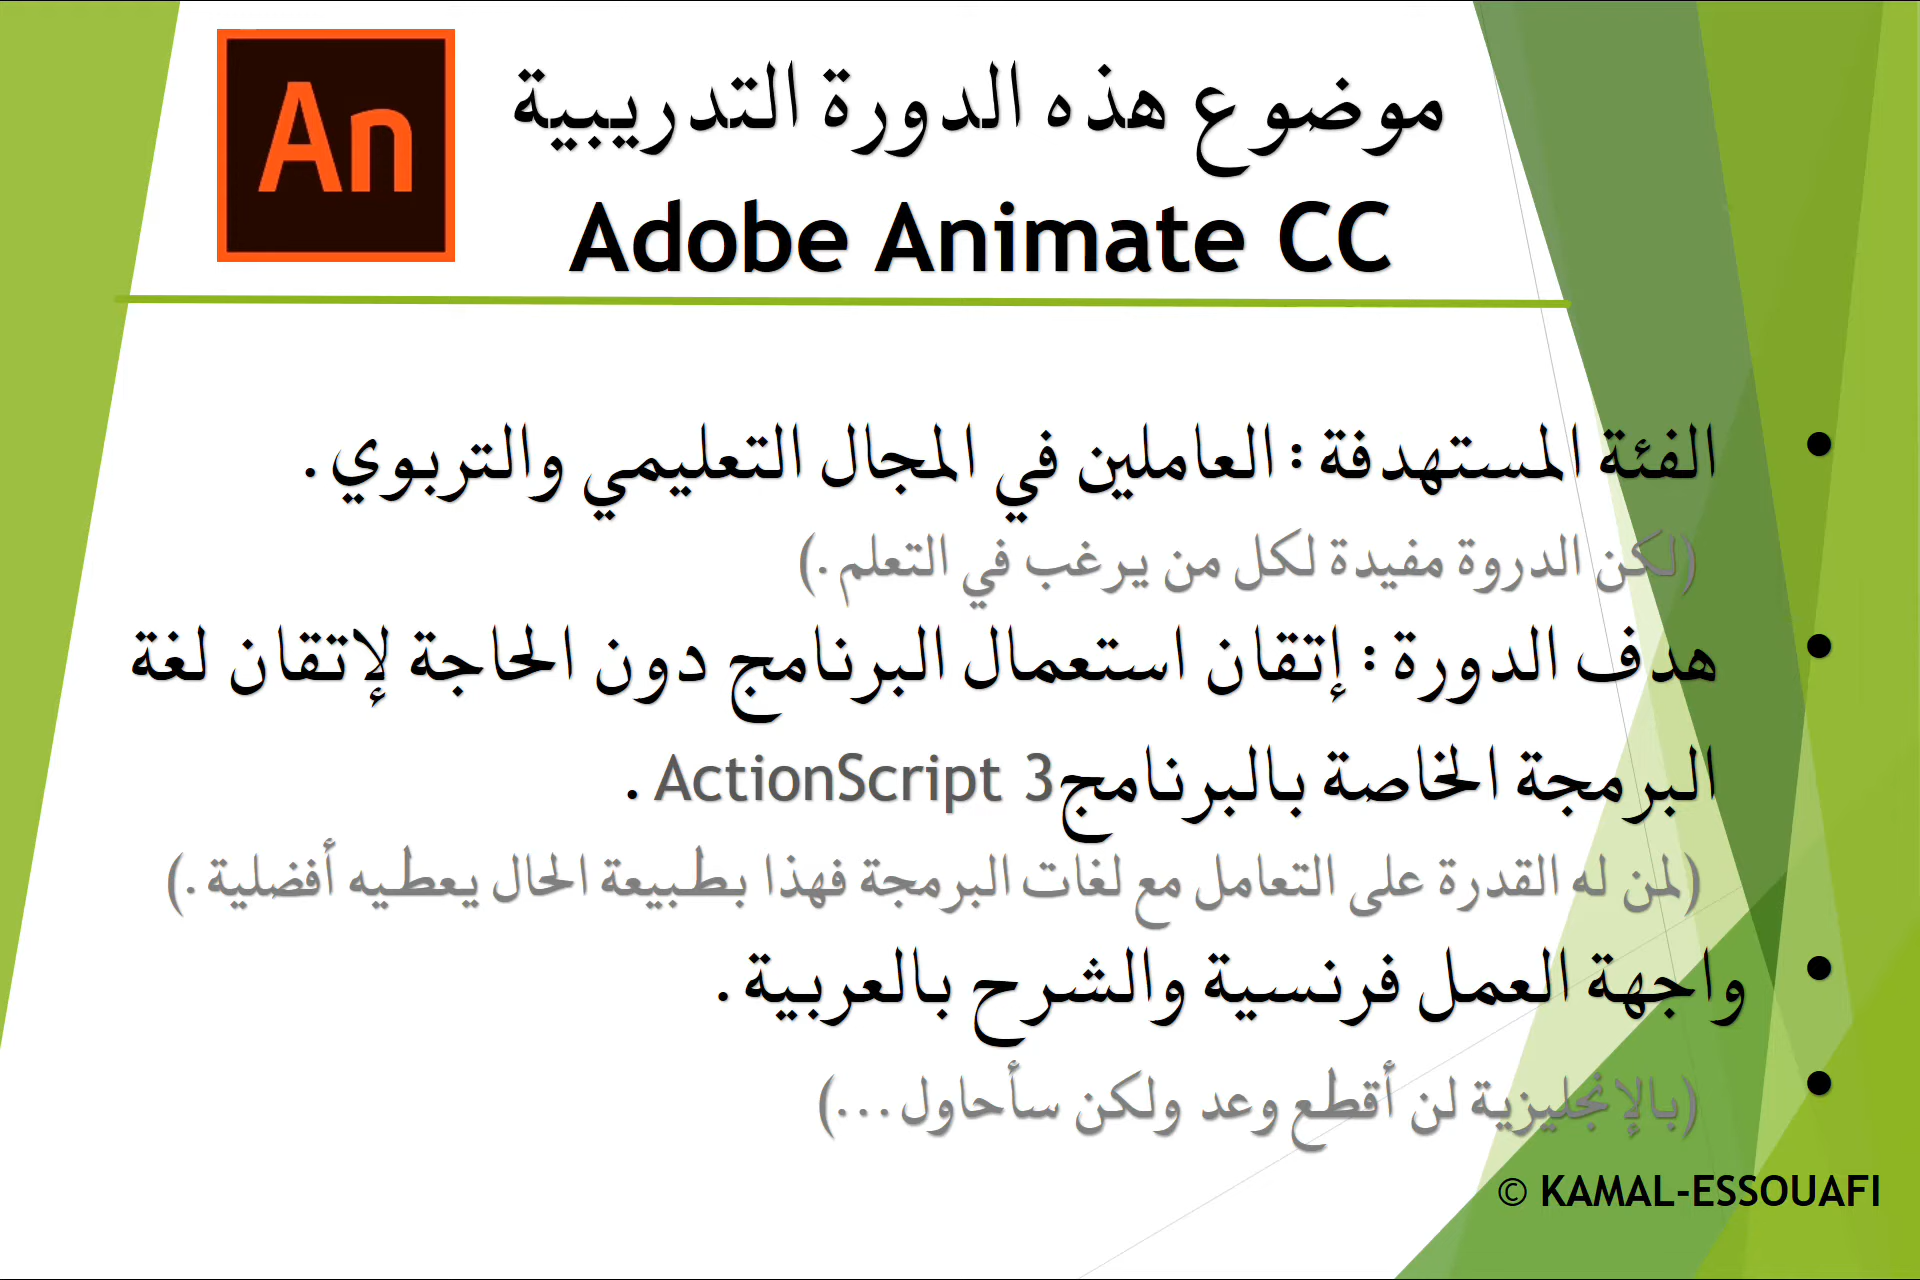 An
موضوع هذه الدورة التدريبية
Adobe Animate CC
• الفئة المستهدفة : العاملين في المجال التعليمي والتربوي .
(لكن الدروة مفيدة لكل من يرغب في التعلم .)
• هدف الدورة : إتقان استعمال البرنامج دون الحاجة لإتقان لغة
البرمجة الخاصة بالبرنامج ActionScript 3 .
(لمن له القدرة على التعامل مع لغات البرمجة فهذا بطبيعة الحال يعطيه أفضلية .)
• واجهة العمل فرنسية والشرح بالعربية .
• (بالإنجليزية لن أقطع وعد ولكن سأحاول ...)
© KAMAL-ESSOUAFI